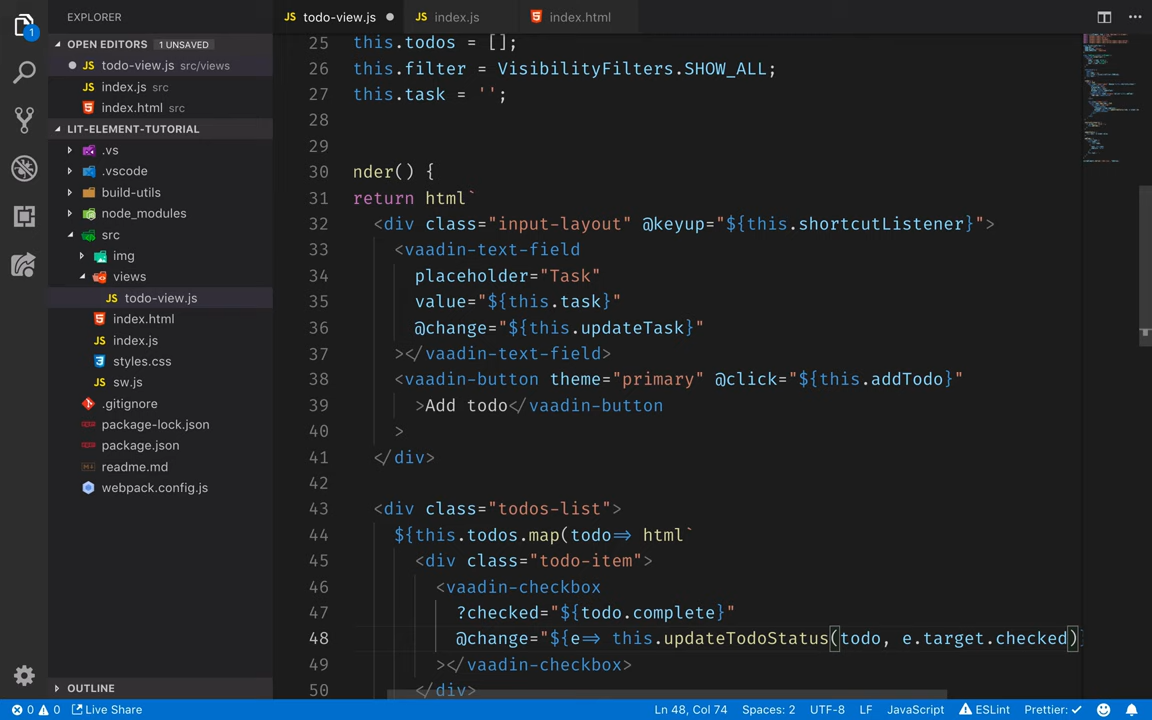 EXPLORER
OPEN EDITORS 1 UNSAVED
todo-view.js src/views
index.js src
index.html src
LIT-ELEMENT-TUTORIAL
.vs
.vscode
build-utils
node_modules
src
img
views
todo-view.js
index.html
index.js
styles.css
sw.js
.gitignore
package-lock.json
package.json
readme.md
webpack.config.js
OUTLINE
todo-view.js
index.js
index.html
25 this.todos = [];
26 this.filter = VisibilityFilters.SHOW_ALL;
27 this.task = '';
28
29
30 nder() {
31 return html`
32 <div class="input-layout" @keyup="${this.shortcutListener}">
33 <vaadin-text-field
34 placeholder="Task"
35 value="${this.task}"
36 @change="${this.updateTask}"
37 ></vaadin-text-field>
38 <vaadin-button theme="primary" @click="${this.addTodo}"
39 >Add todo</vaadin-button
40 >
41 </div>
42
43 <div class="todos-list">
44 ${this.todos.map(todo=> html`
45 <div class="todo-item">
46 <vaadin-checkbox
47 ?checked="${todo.complete}"
48 @change="${e=> this.updateTodoStatus(todo, e.target.checked)
49 ></vaadin-checkbox>
50 </div>
1
0 0 Live Share Ln 48, Col 74 Spaces: 2 UTF-8 LF JavaScript ESLint Prettier: ✓